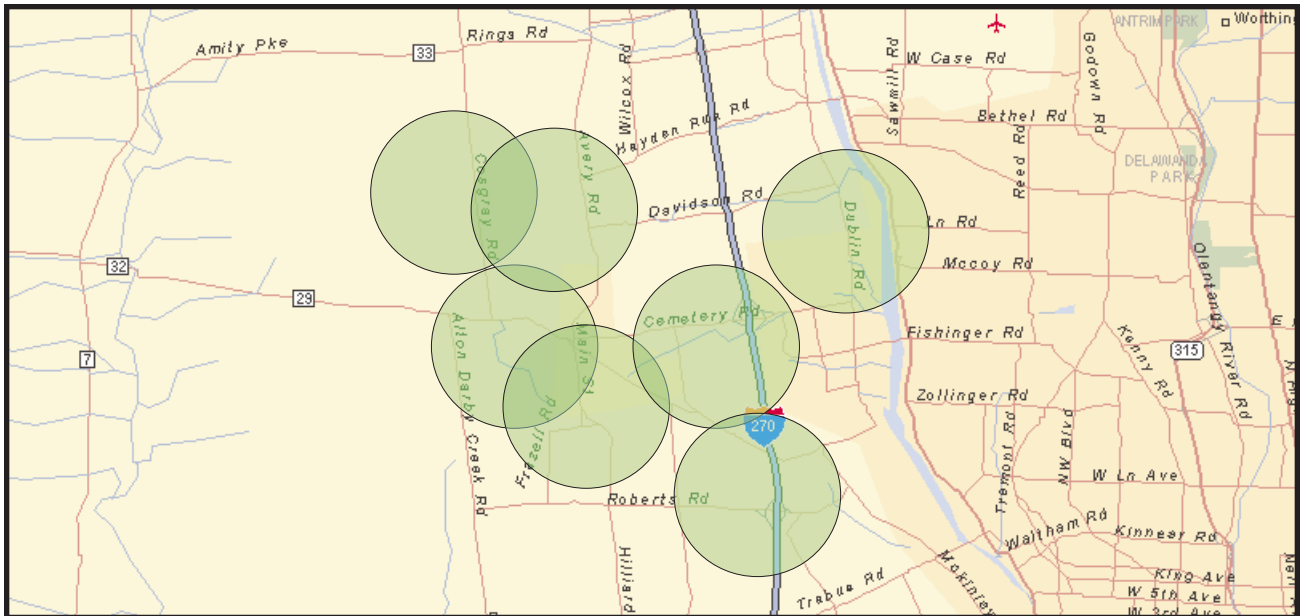 ANTRIM PARK
Worthing
Rings Rd
Amity Pke
33
Wilcox Rd
Sawmill Rd
W Case Rd
Godown Rd
Hayden Run Rd
Bethel Rd
Avery Rd
Cosgray Rd
Reed Rd
DELAWANDA
PARK
Davidson Rd
Dublin Rd
Ln Rd
Mccoy Rd
32
29
Olentangy River Rd
Cemetery Rd
Alton Darby Creek Rd
Main St
Fishinger Rd
E
Kenny Rd
315
7
Zollinger Rd
270
Tremont Rd
NW Blvd
W Ln Ave
Roberts Rd
Waltham Rd
Kinnear Rd
Hilliard
Mckinley
Trabue Rd
King Ave
W 5th Ave
W 3rd Ave